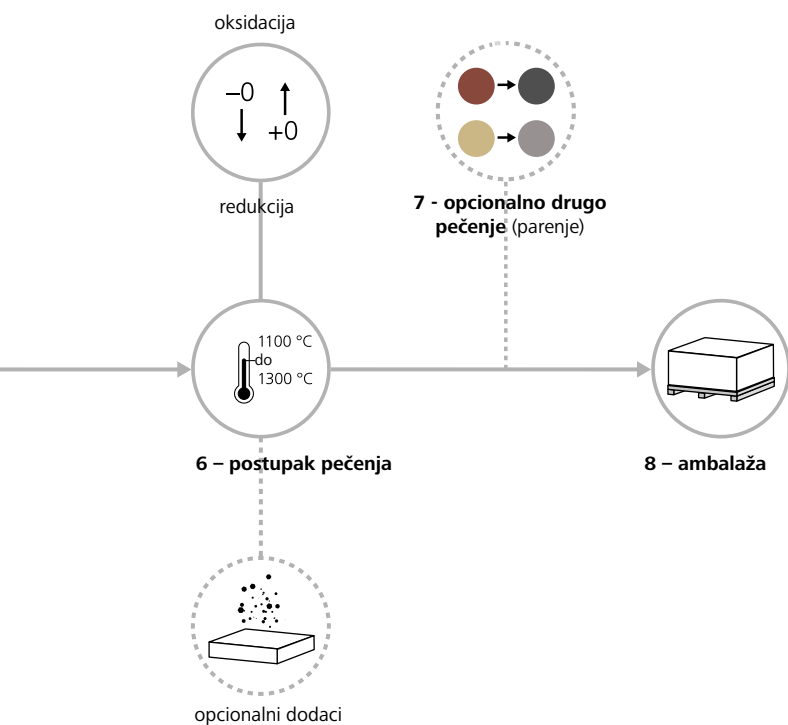 oksidacija
–0
+0
redukcija
7 - opcionalno drugo
pečenje (parenje)
1100 °C
do
1300 °C
6 – postupak pečenja
8 – ambalaža
opcionalni dodaci